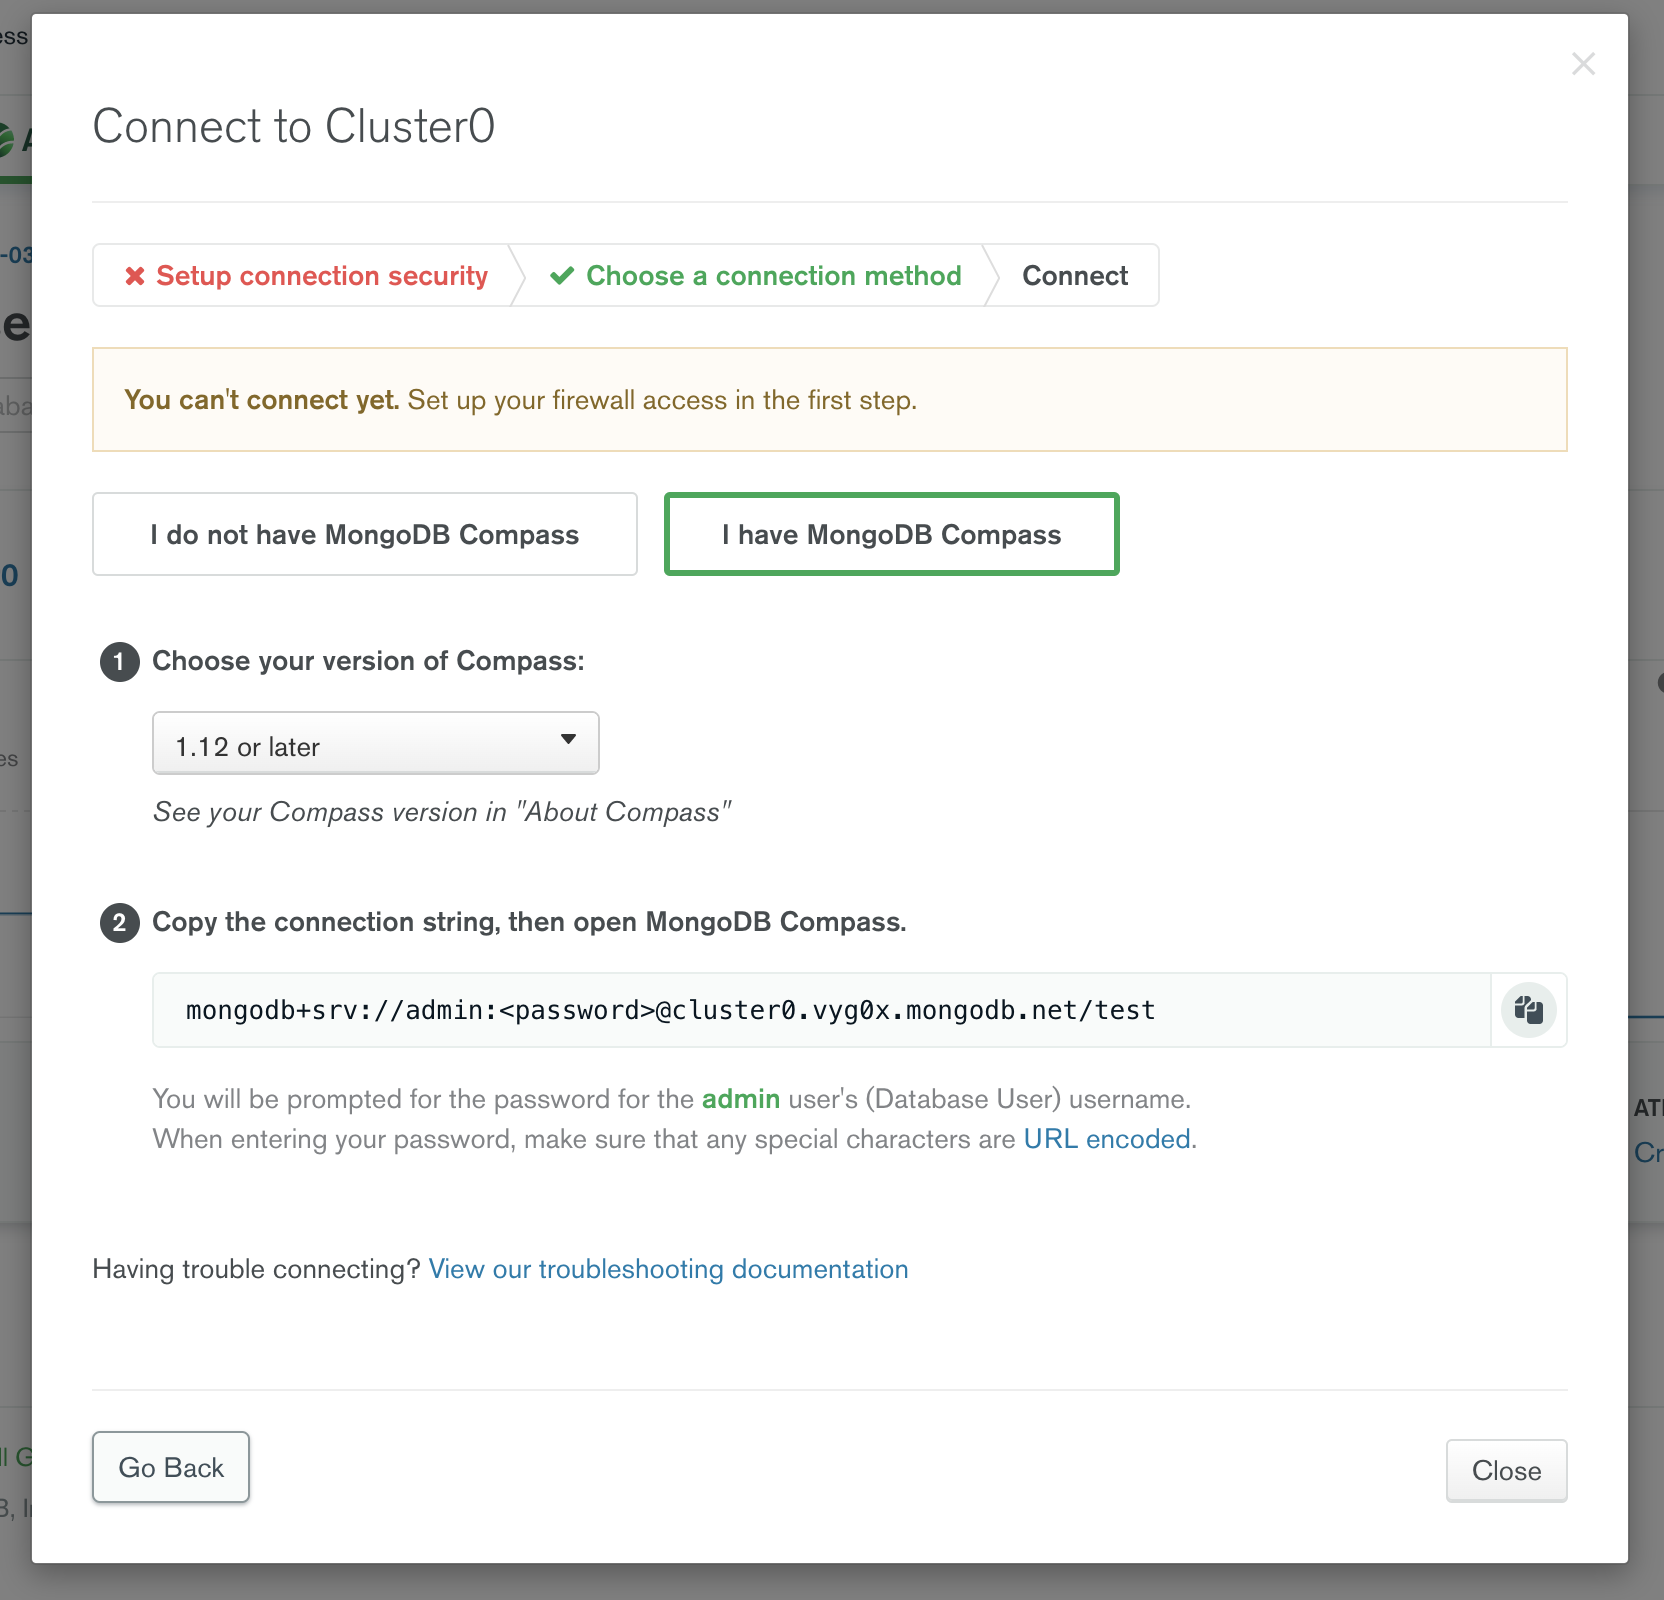 Connect to Cluster0
Setup connection security
Choose a connection method
Connect
You can't connect yet. Set up your firewall access in the first step.
I do not have MongoDB Compass
I have MongoDB Compass
1 Choose your version of Compass:
1.12 or later
See your Compass version in "About Compass"
2 Copy the connection string, then open MongoDB Compass.
mongodb+srv://admin:<password>@cluster0.vyg0x.mongodb.net/test
You will be prompted for the password for the admin user's (Database User) username.
When entering your password, make sure that any special characters are URL encoded.
Having trouble connecting? View our troubleshooting documentation
Go Back
Close